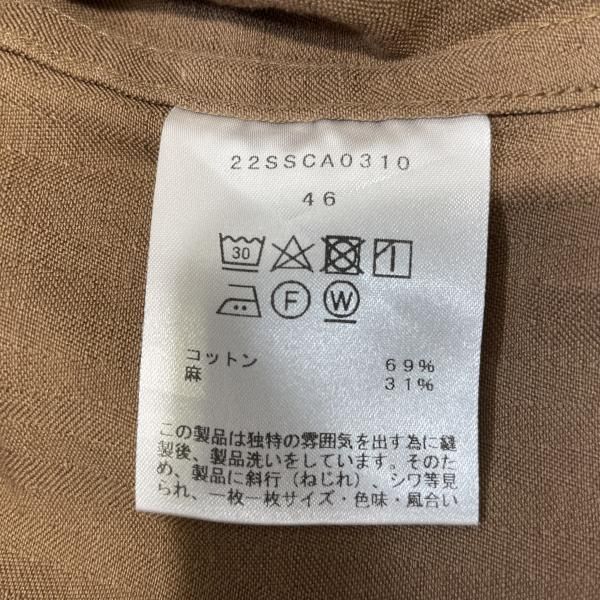 22SSCA0310
46
30
F W
コットン 69%
麻 31%
この製品は独特の雰囲気を出す為に縫
製後、製品洗いをしています。そのた
め、製品に斜行（ねじれ）、シワ等見
られ、一枚一枚サイズ・色味・風合い